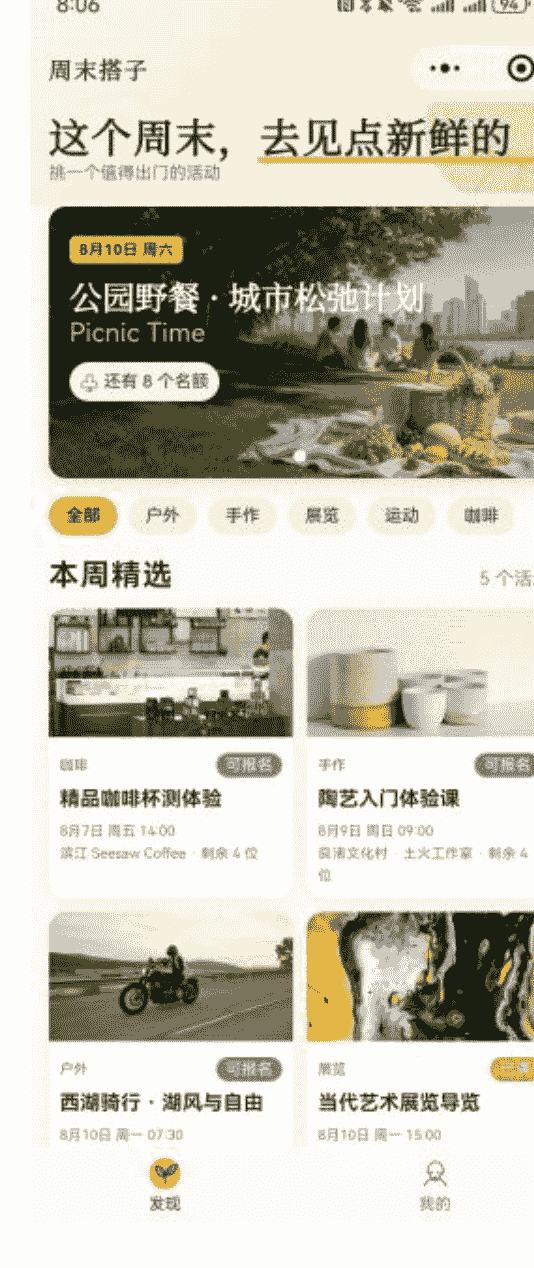 8:06
94
周末搭子
这个周末，去见点新鲜的
挑一个值得出门的活动
8月10日 周六
公园野餐 · 城市松弛计划
Picnic Time
还有 8 个名额
全部
户外
手作
展览
运动
咖啡
本周精选
5 个活
咖啡
可报名
精品咖啡杯测体验
8月7日 周五 14:00
滨江 Seesaw Coffee · 剩余 4 位
手作
可报名
陶艺入门体验课
8月9日 周日 09:00
良渚文化村 · 土火工作室 · 剩余 4
位
户外
可报名
西湖骑行 · 湖风与自由
8月10日 周一 07:30
展览
当代艺术展览导览
8月10日 周一 15:00
发现
我的